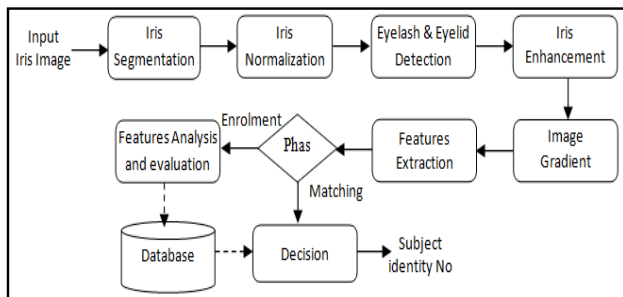 Input
Iris Image
Iris
Segmentation
Iris
Normalization
Eyelash & Eyelid
Detection
Iris
Enhancement
Image
Gradient
Features
Extraction
Phas
Enrolment
Matching
Features Analysis
and evaluation
Database
Decision
Subject
identity No